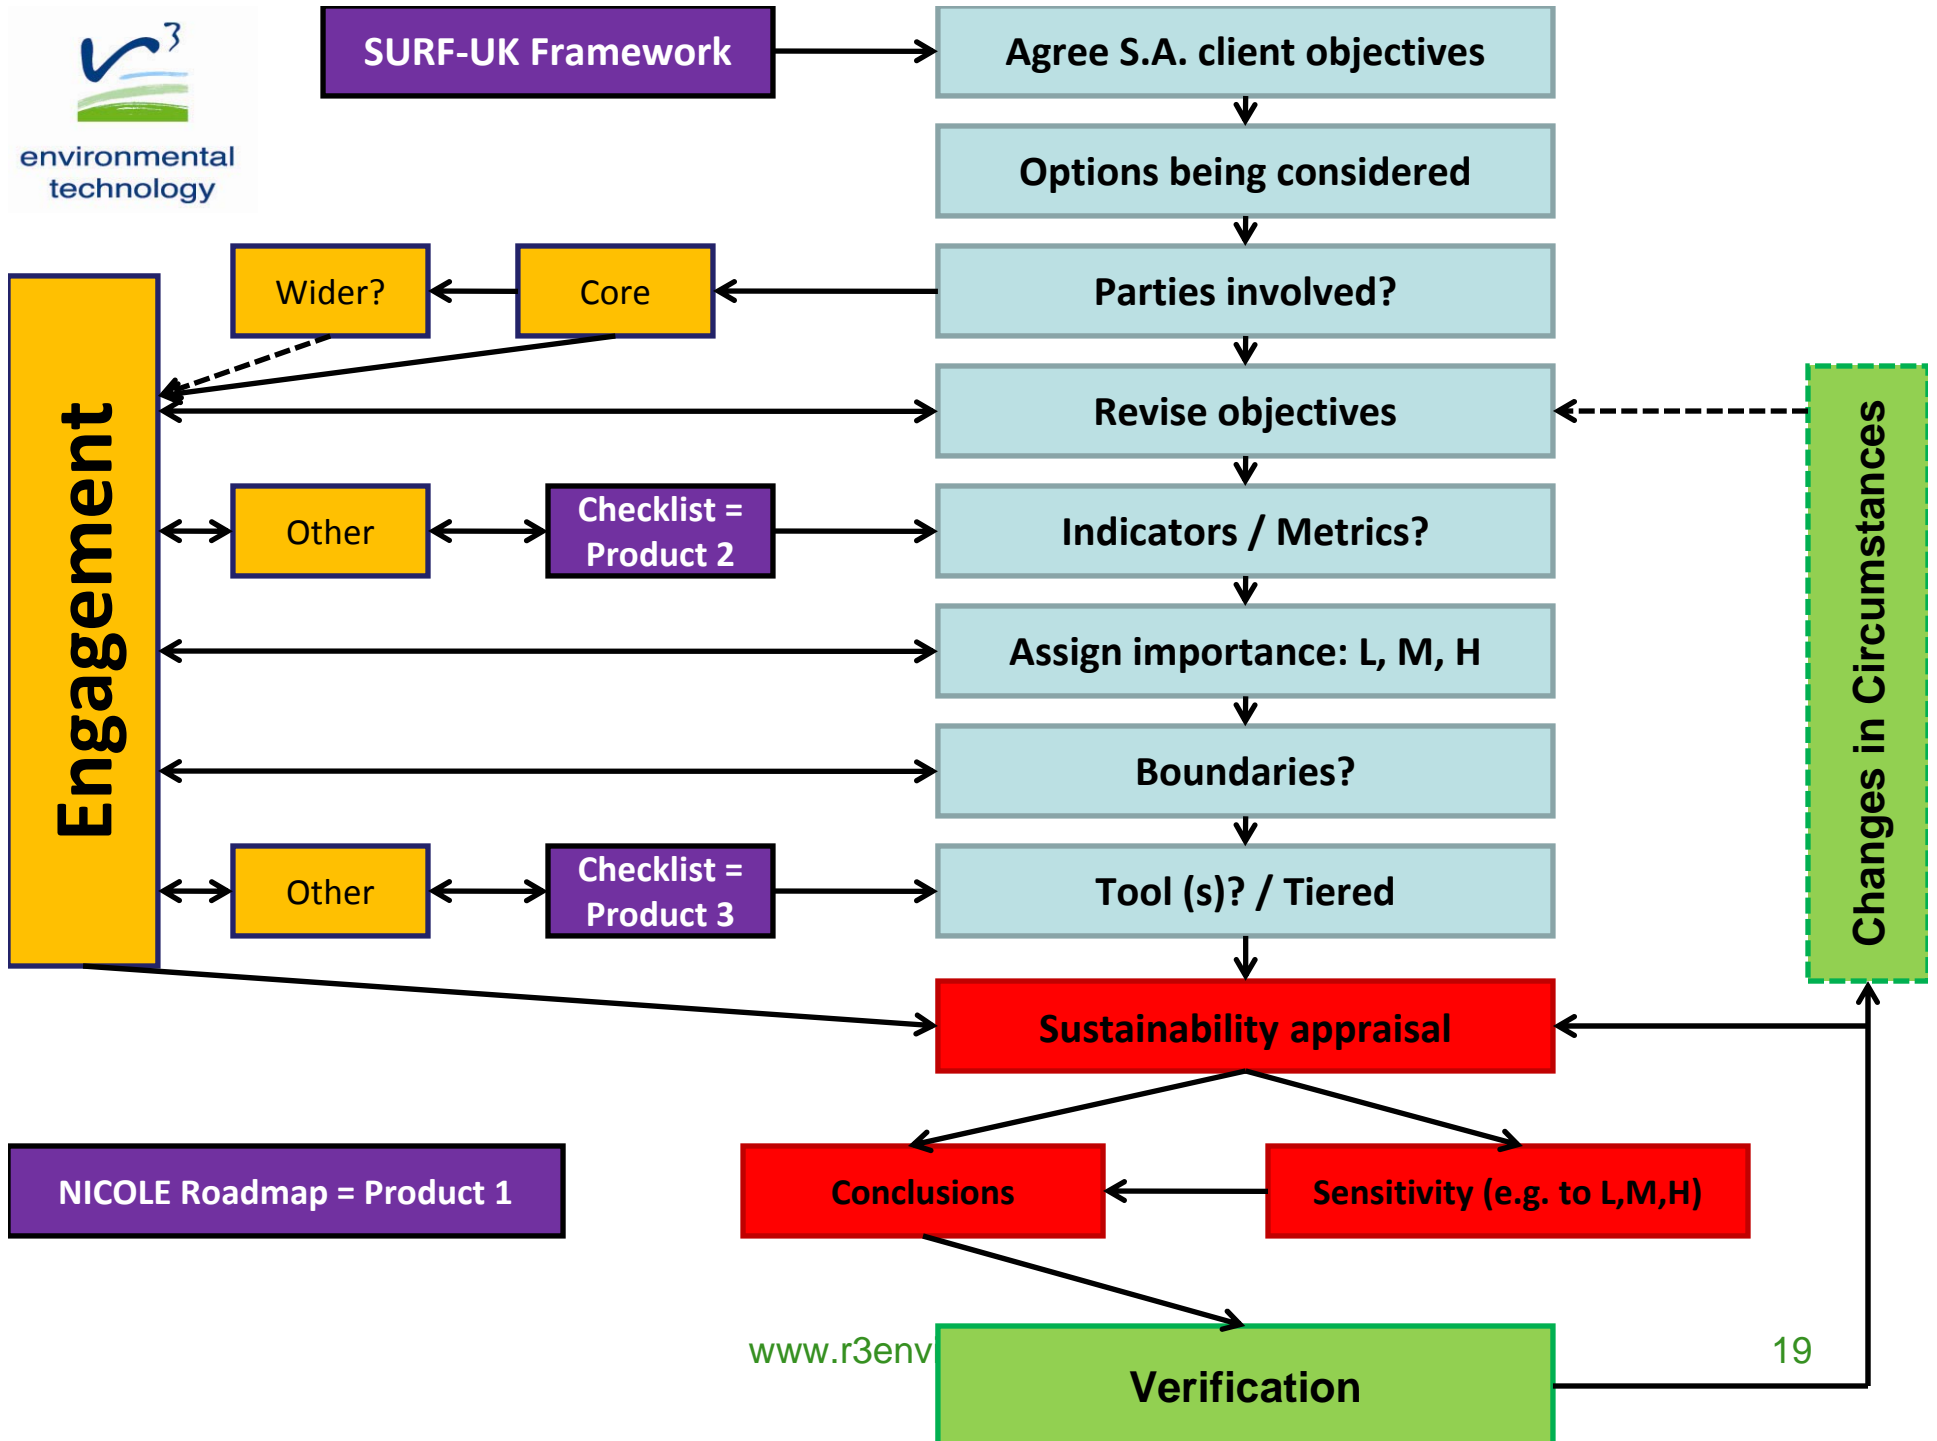 r3
environmental
technology
SURF-UK Framework
Agree S.A. client objectives
Options being considered
Wider?
Core
Parties involved?
Engagement
Revise objectives
Changes in Circumstances
Other
Checklist =
Product 2
Indicators / Metrics?
Assign importance: L, M, H
Boundaries?
Other
Checklist =
Product 3
Tool (s)? / Tiered
Sustainability appraisal
NICOLE Roadmap = Product 1
Conclusions
Sensitivity (e.g. to L,M,H)
www.r3env
19
Verification